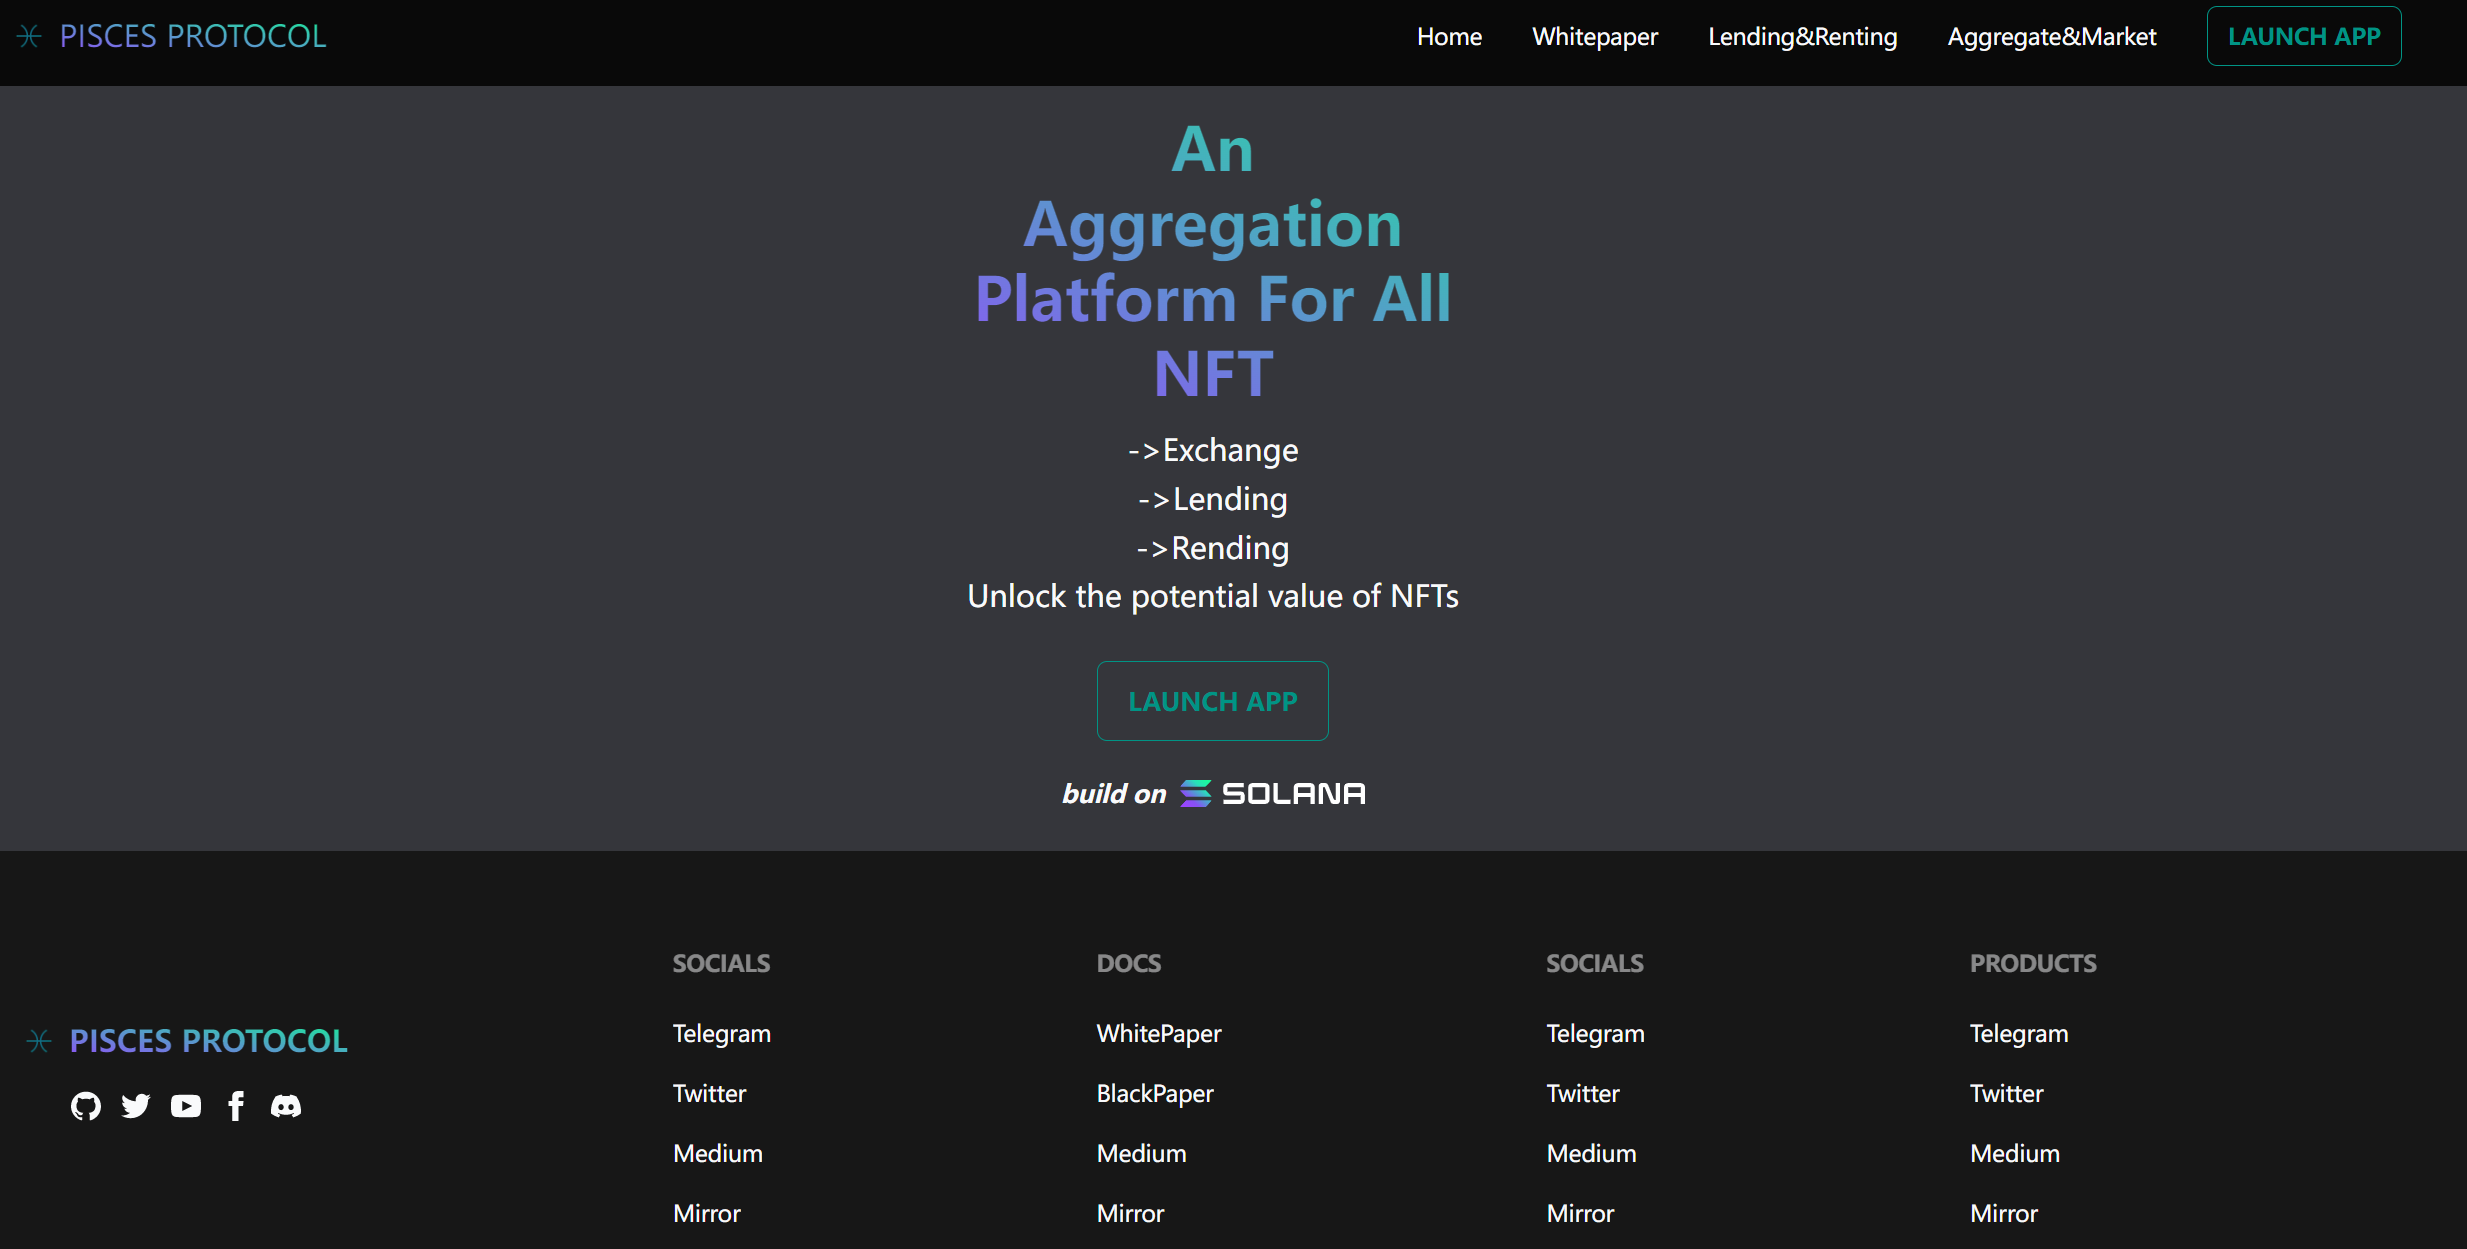 PISCES PROTOCOL
Home Whitepaper Lending&Renting Aggregate&Market LAUNCH APP
An
Aggregation
Platform For All
NFT
->Exchange
->Lending
->Rending
Unlock the potential value of NFTs
LAUNCH APP
build on SOLANA
PISCES PROTOCOL
SOCIALS
Telegram
Twitter
Medium
Mirror
DOCS
WhitePaper
BlackPaper
Medium
Mirror
SOCIALS
Telegram
Twitter
Medium
Mirror
PRODUCTS
Telegram
Twitter
Medium
Mirror